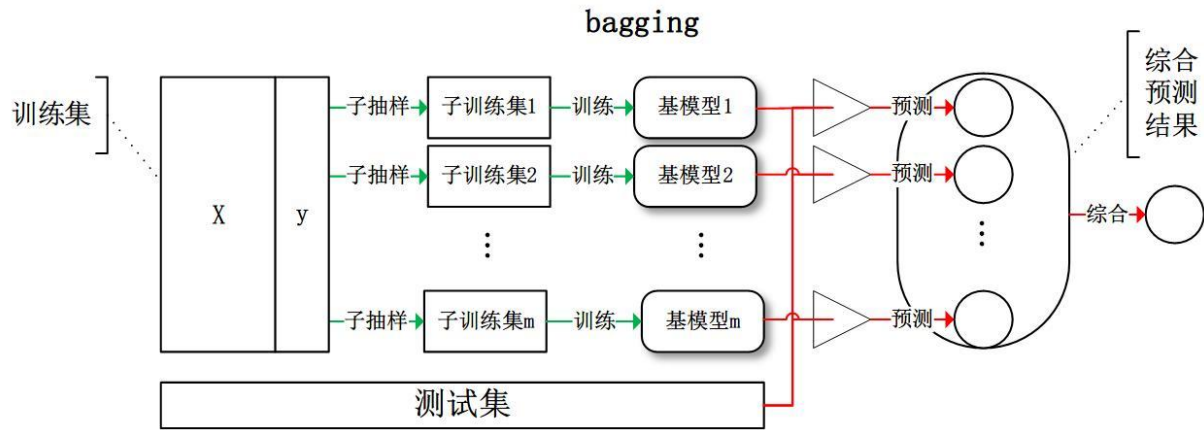 bagging
训练集
X
y
子抽样
子训练集1
训练
基模型1
预测
综合
预测
结果
子抽样
子训练集2
训练
基模型2
预测
综合
子抽样
子训练集m
训练
基模型m
预测
测试集